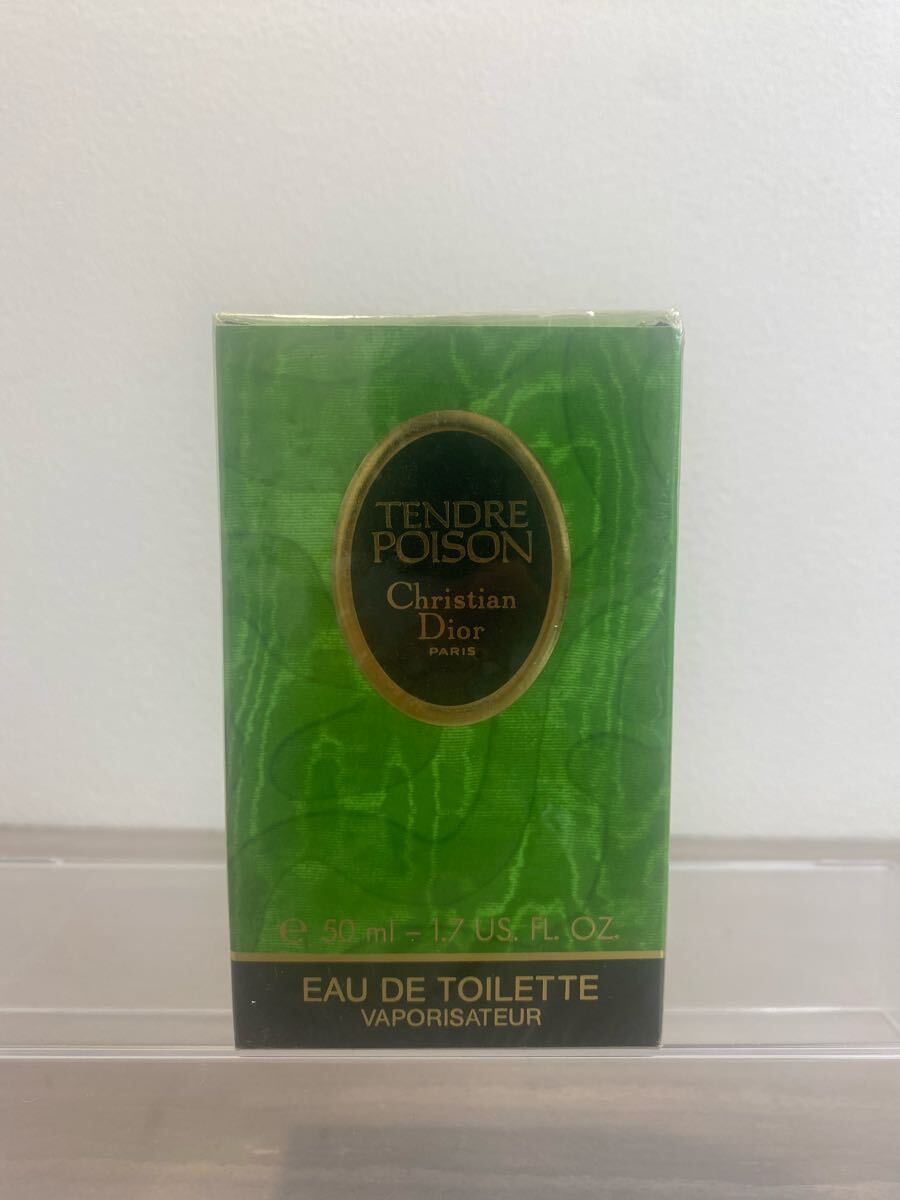 TENDRE
POISON
Christian
Dior
PARIS
e 50 ml - 1.7 US. FL. OZ.
EAU DE TOILETTE
VAPORISATEUR